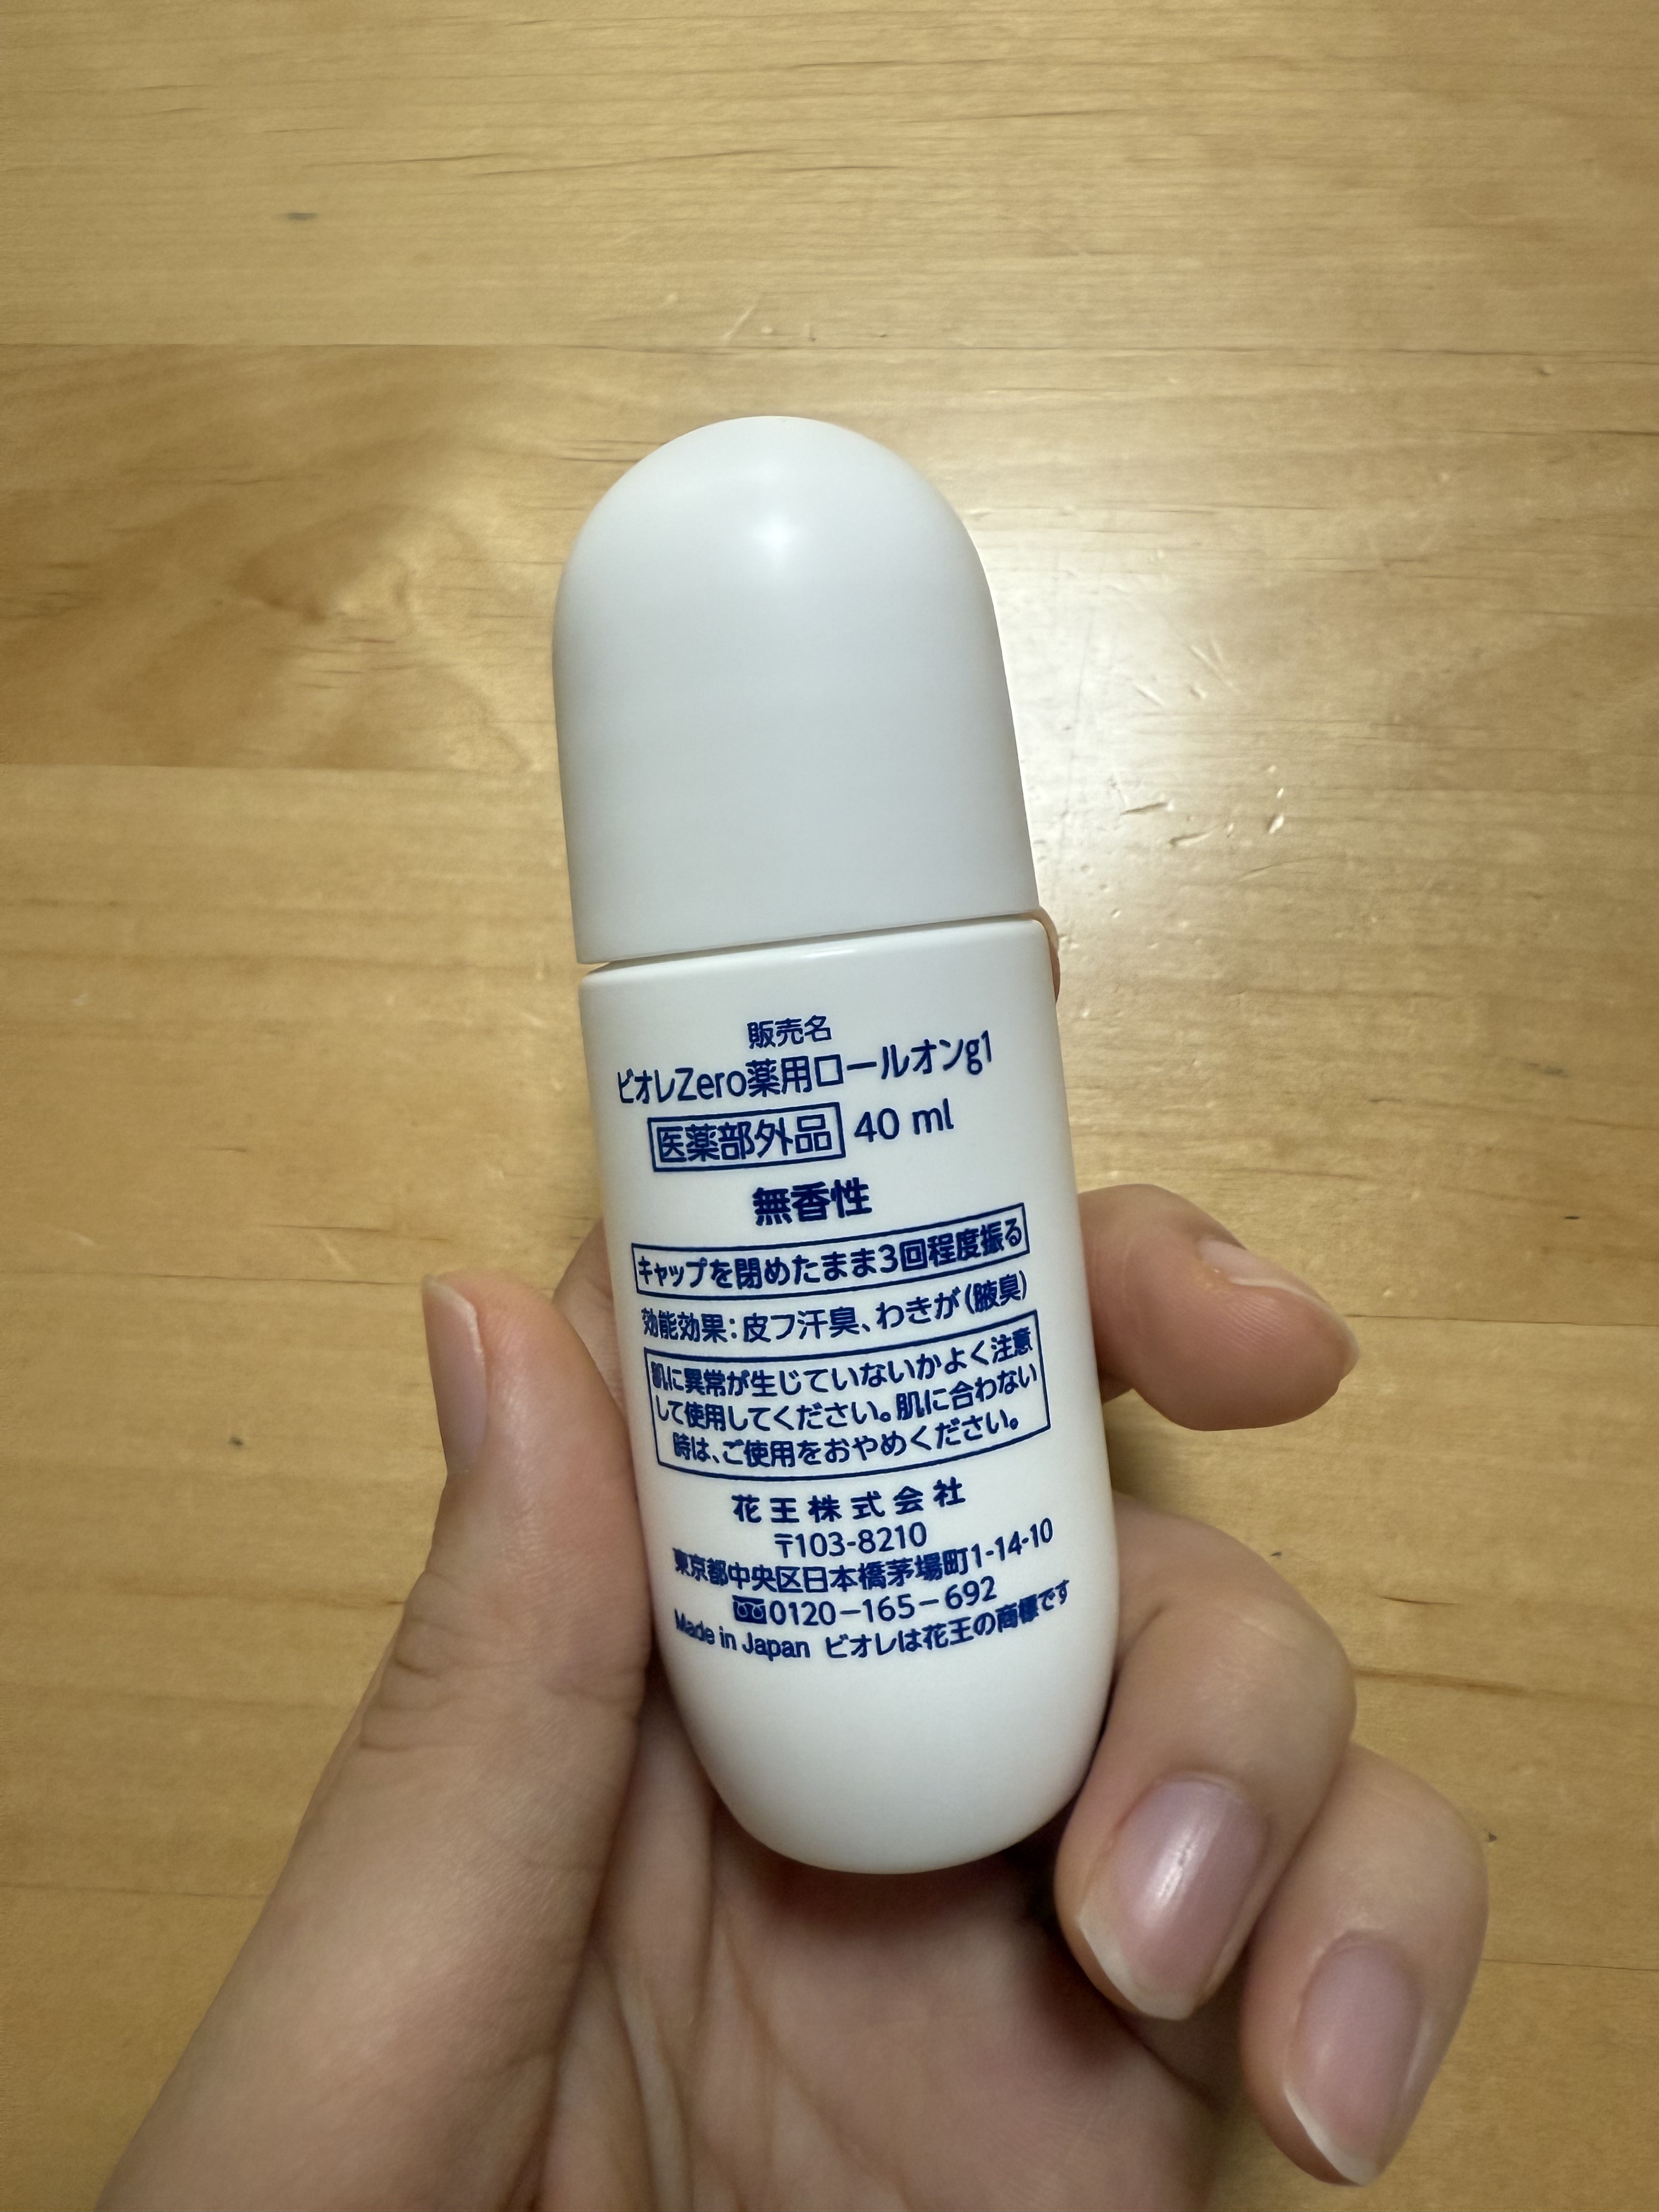 販売名
ビオレZero薬用ロールオンg1
医薬部外品 40 ml
無香性
キャップを閉めたまま3回程度振る
効能効果：皮フ汗臭、わきが（腋臭）
肌に異常が生じていないかよく注意
して使用してください。肌に合わない
時は、ご使用をおやめください。
花王株式会社
〒103-8210
東京都中央区日本橋茅場町1-14-10
0120−165−692
Made in Japan ビオレは花王の商標です